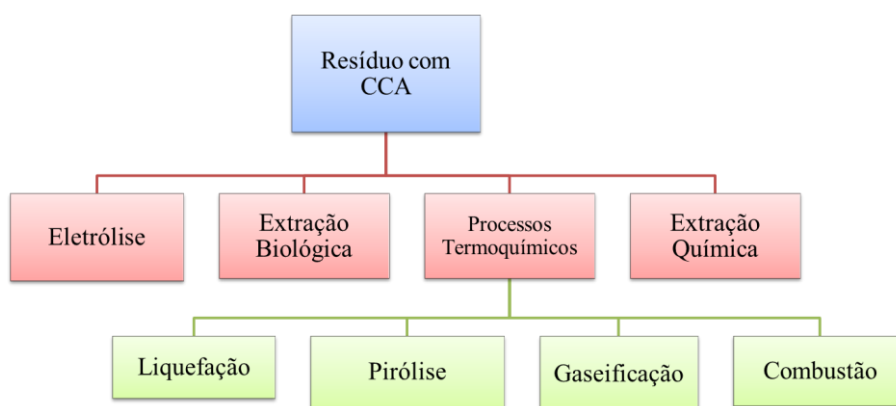 Resíduo com
CCA
Eletrólise
Extração
Biológica
Processos
Termoquímicos
Extração
Química
Liquefação
Pirólise
Gaseificação
Combustão